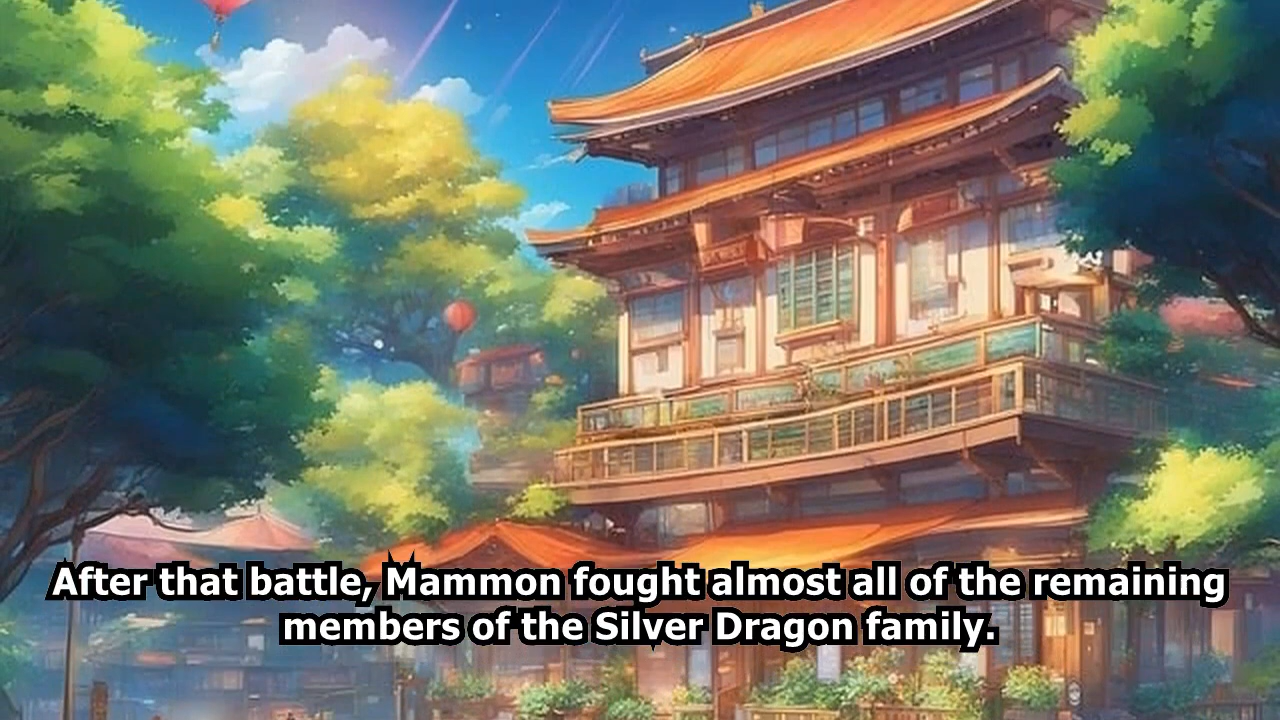 After that battle, Mammon fought almost all of the remaining
members of the Silver Dragon family.